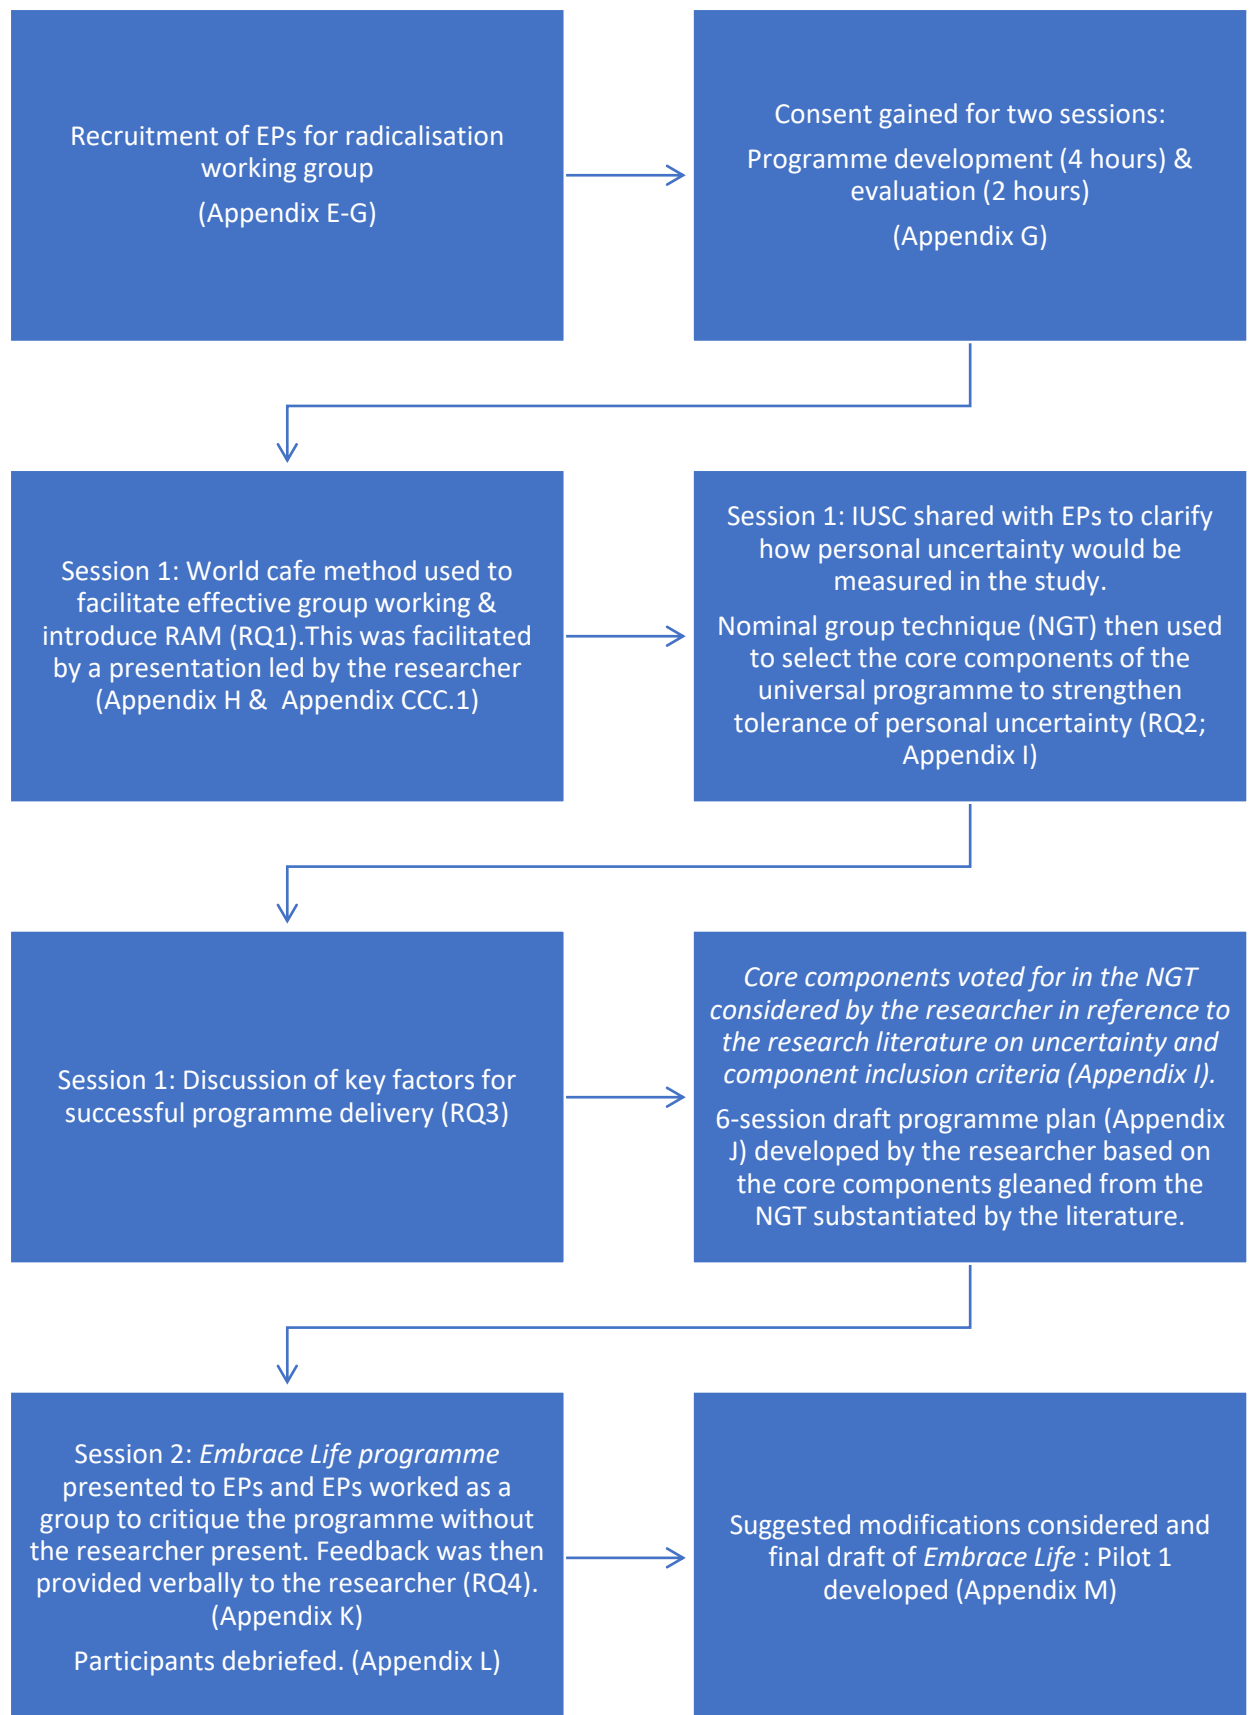 Recruitment of EPs for radicalisation
working group
(Appendix E-G)
Consent gained for two sessions:
Programme development (4 hours) &
evaluation (2 hours)
(Appendix G)
Session 1: World cafe method used to
facilitate effective group working &
introduce RAM (RQ1).This was facilitated
by a presentation led by the researcher
(Appendix H &  Appendix CCC.1)
Session 1: IUSC shared with EPs to clarify
how personal uncertainty would be
measured in the study.
Nominal group technique (NGT) then used
to select the core components of the
universal programme to strengthen
tolerance of personal uncertainty (RQ2;
Appendix I)
Session 1: Discussion of key factors for
successful programme delivery (RQ3)
Core components voted for in the NGT
considered by the researcher in reference to
the research literature on uncertainty and
component inclusion criteria (Appendix I).
6-session draft programme plan (Appendix
J) developed by the researcher based on
the core components gleaned from the
NGT substantiated by the literature.
Session 2: Embrace Life programme
presented to EPs and EPs worked as a
group to critique the programme without
the researcher present. Feedback was then
provided verbally to the researcher (RQ4).
(Appendix K)
Participants debriefed. (Appendix L)
Suggested modifications considered and
final draft of Embrace Life : Pilot 1
developed (Appendix M)